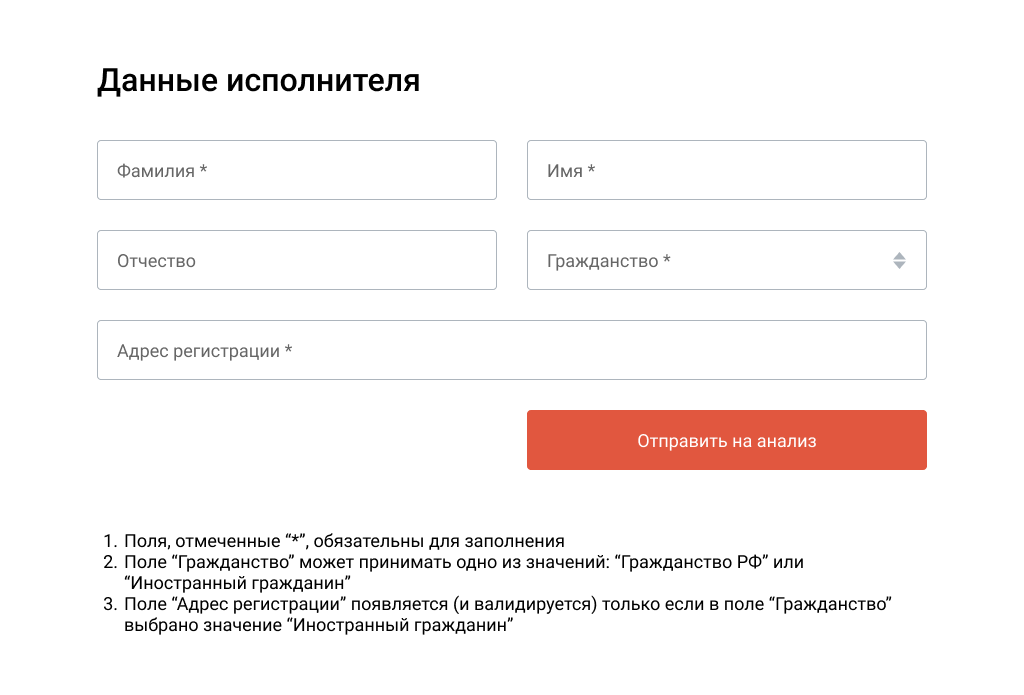 Данные исполнителя
Фамилия *
Имя *
Отчество
Гражданство *
Адрес регистрации *
Отправить на анализ
1. Поля, отмеченные “*”, обязательны для заполнения
2. Поле “Гражданство” может принимать одно из значений: “Гражданство РФ” или
“Иностранный гражданин”
3. Поле “Адрес регистрации” появляется (и валидируется) только если в поле “Гражданство”
выбрано значение “Иностранный гражданин”